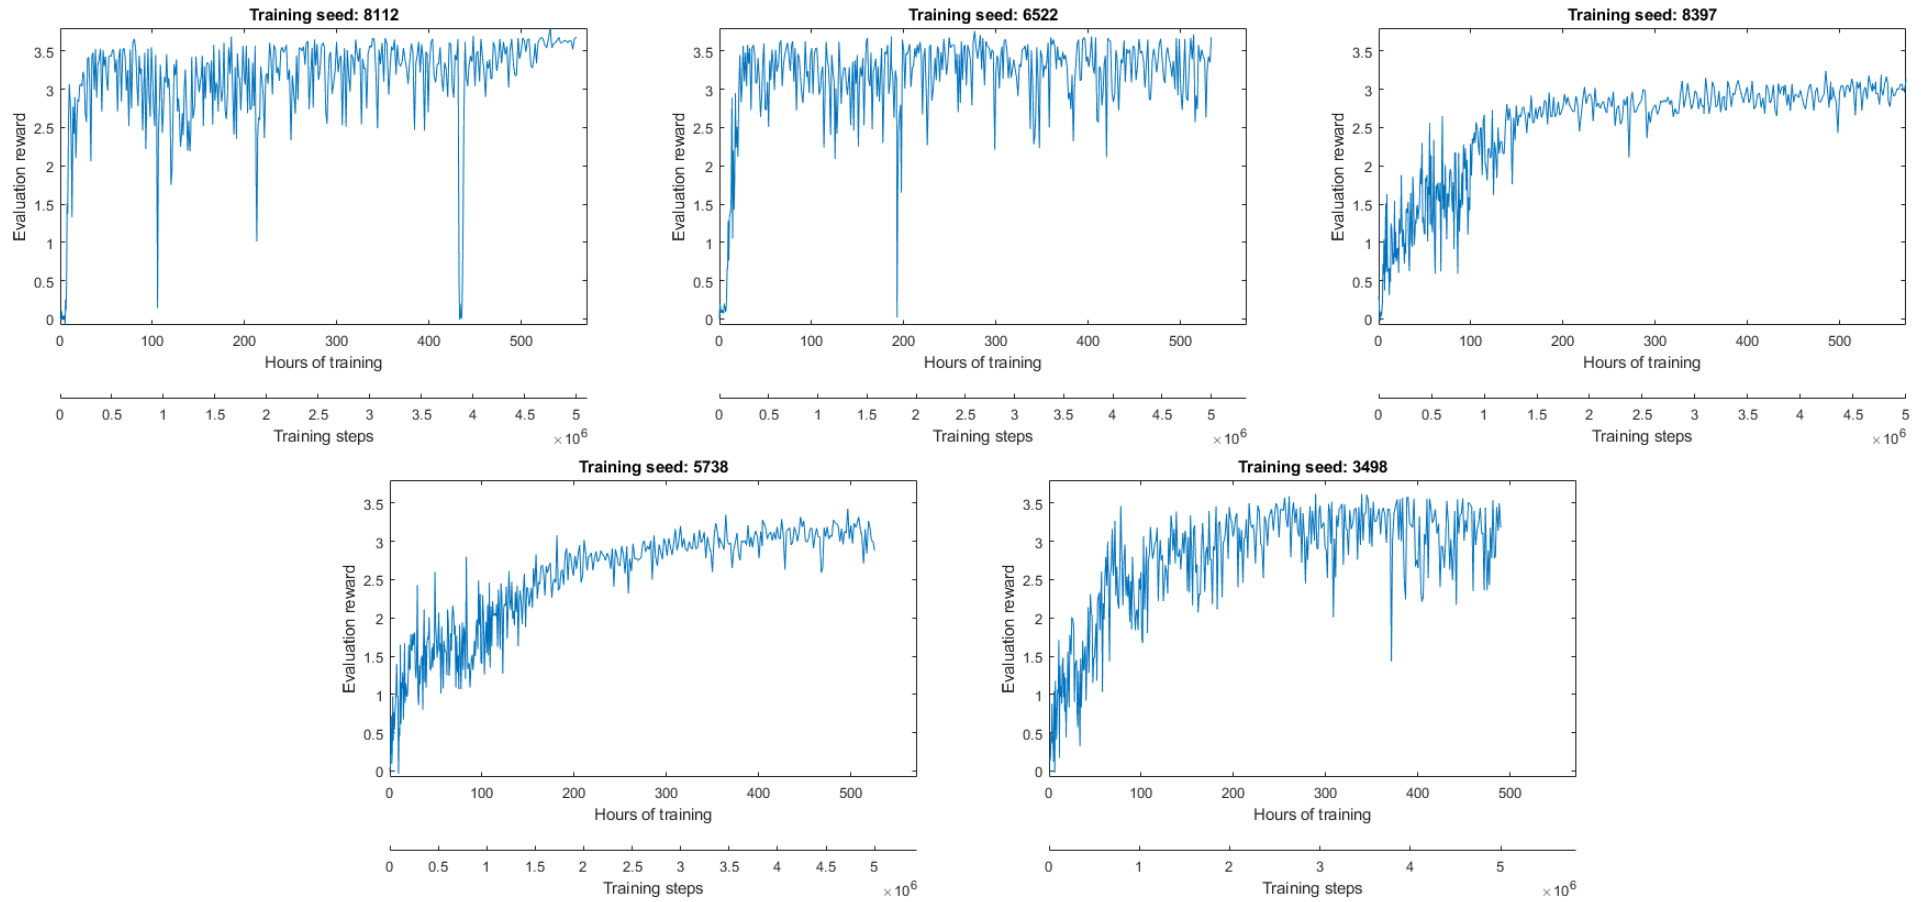 Training seed: 8112
3.5
3
2.5
2
1.5
1
0.5
0
Evaluation reward
0 100 200 300 400 500
Hours of training
0 0.5 1 1.5 2 2.5 3 3.5 4 4.5 5
Training steps
×10^6
Training seed: 6522
3.5
3
2.5
2
1.5
1
0.5
0
Evaluation reward
0 100 200 300 400 500
Hours of training
0 0.5 1 1.5 2 2.5 3 3.5 4 4.5 5
Training steps
×10^6
Training seed: 8397
3.5
3
2.5
2
1.5
1
0.5
0
Evaluation reward
0 100 200 300 400 500
Hours of training
0 0.5 1 1.5 2 2.5 3 3.5 4 4.5 5
Training steps
×10^6
Training seed: 5738
3.5
3
2.5
2
1.5
1
0.5
0
Evaluation reward
0 100 200 300 400 500
Hours of training
0 0.5 1 1.5 2 2.5 3 3.5 4 4.5 5
Training steps
×10^6
Training seed: 3498
3.5
3
2.5
2
1.5
1
0.5
0
Evaluation reward
0 100 200 300 400 500
Hours of training
0 1 2 3 4 5
Training steps
×10^6